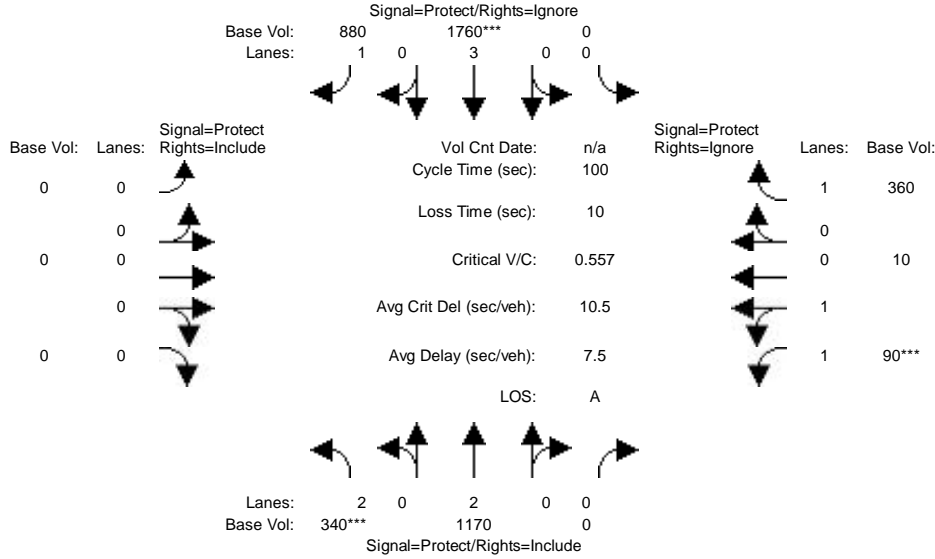 Signal=Protect/Rights=Ignore
Base Vol: 880 1760*** 0
Lanes: 1 0 3 0 0
Signal=Protect
Rights=Include
Base Vol: Lanes:
Vol Cnt Date: n/a
Signal=Protect
Rights=Ignore
Lanes: Base Vol:
Cycle Time (sec): 100
0 0
1 360
Loss Time (sec): 10
0
0
0 0
Critical V/C: 0.557
0 10
0
Avg Crit Del (sec/veh): 10.5
1
0 0
Avg Delay (sec/veh): 7.5
1 90***
LOS: A
Lanes: 2 0 2 0 0
Base Vol: 340*** 1170 0
Signal=Protect/Rights=Include